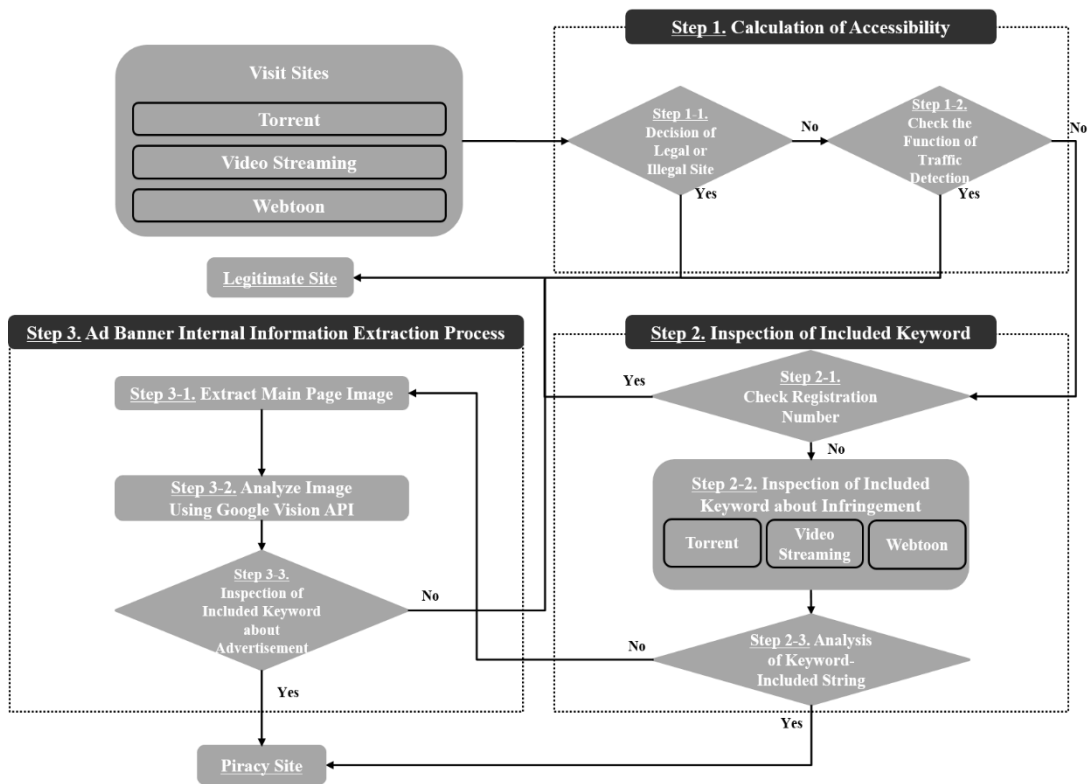 Step 1. Calculation of Accessibility
Visit Sites
Torrent
Video Streaming
Webtoon
Step 1-1.
Decision of
Legal or
Illegal Site
No
Yes
Step 1-2.
Check the
Function of
Traffic
Detection
No
Yes
Legitimate Site
Step 3. Ad Banner Internal Information Extraction Process
Step 3-1. Extract Main Page Image
Step 3-2. Analyze Image
Using Google Vision API
Step 3-3.
Inspection of
Included Keyword
about
Advertisement
No
Yes
Step 2. Inspection of Included Keyword
Yes
Step 2-1.
Check Registration
Number
No
Step 2-2. Inspection of Included
Keyword about Infringement
Torrent
Video
Streaming
Webtoon
No
Step 2-3. Analysis
of Keyword-
Included String
Yes
Piracy Site